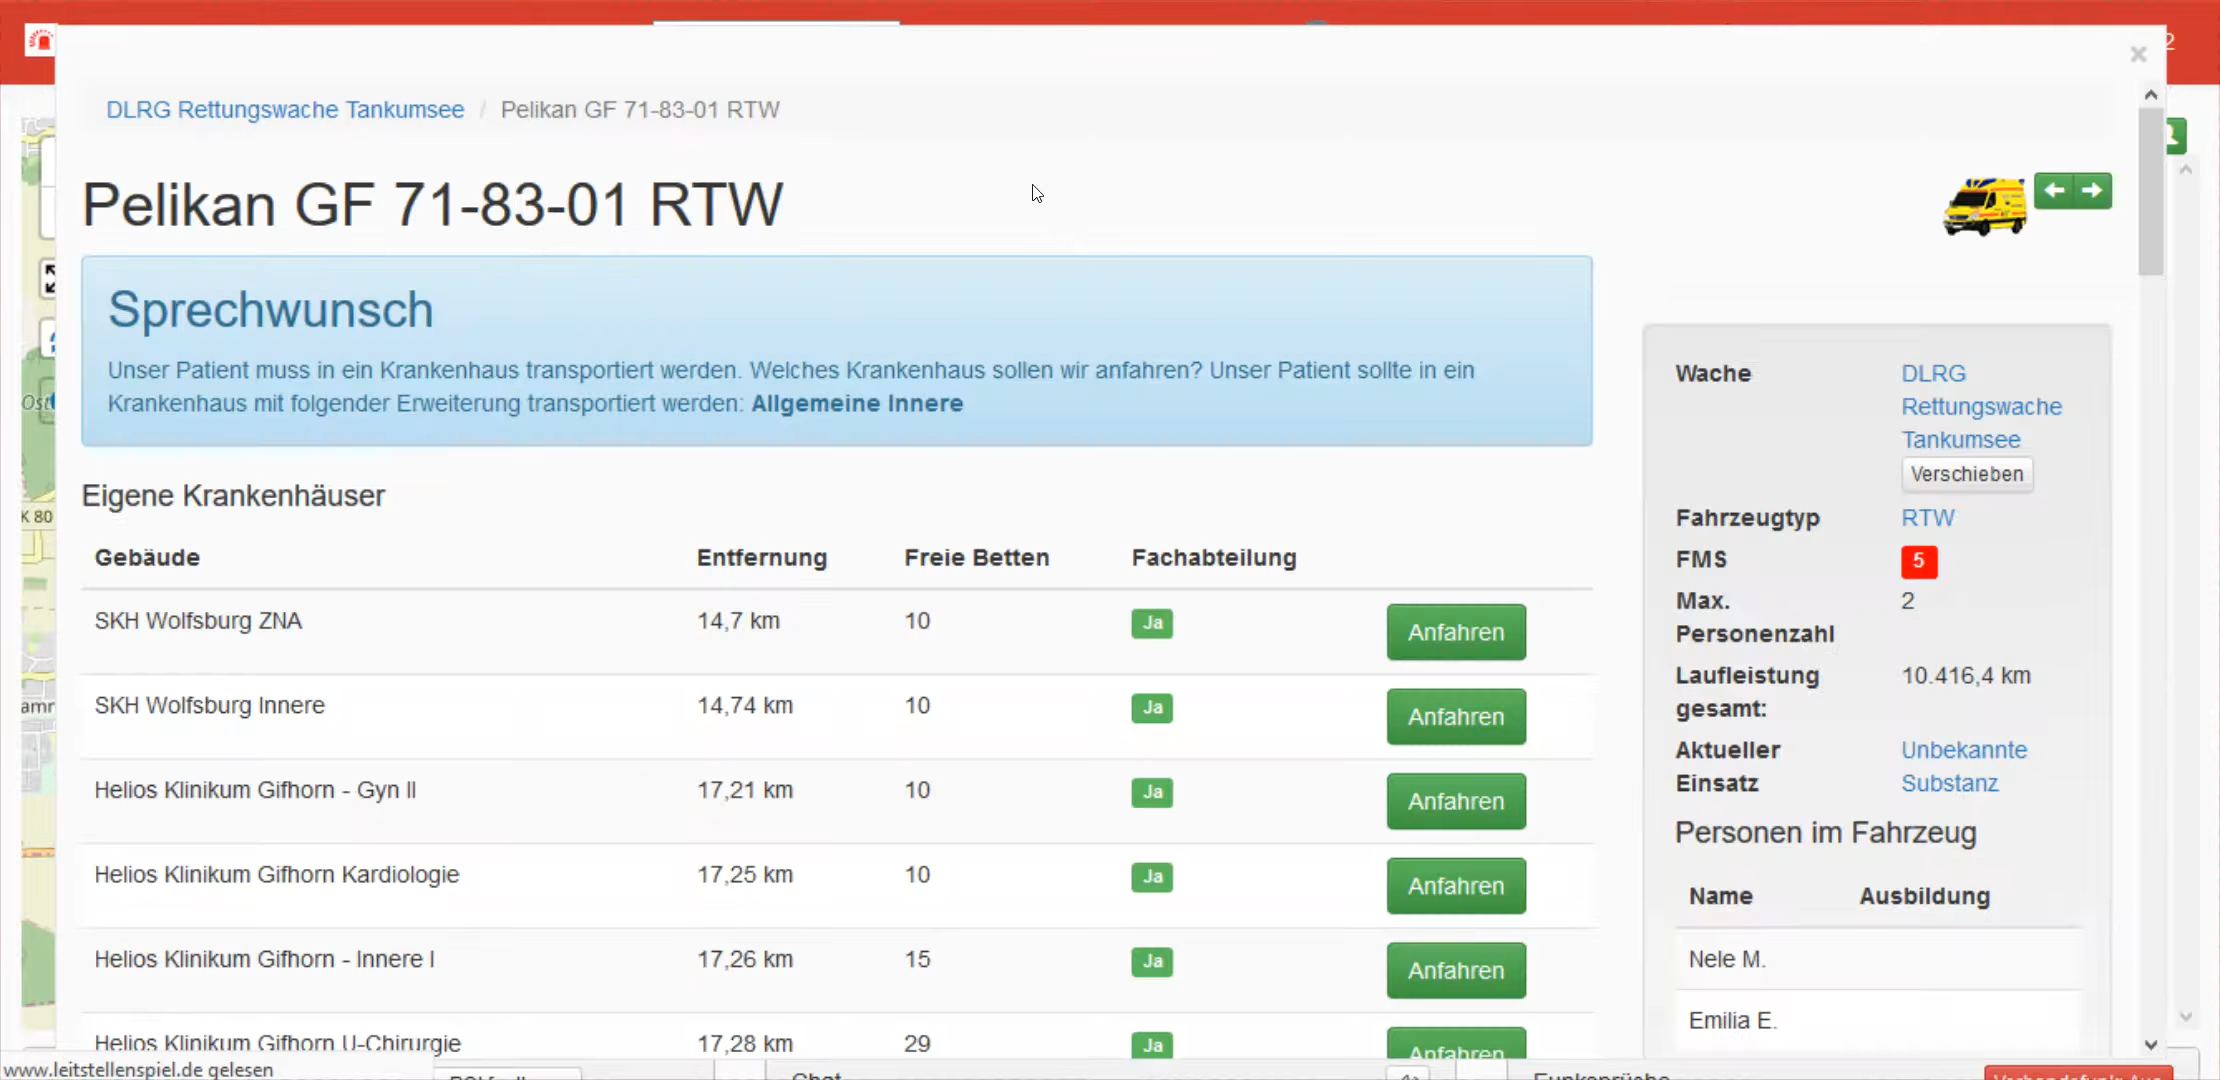 2
DLRG Rettungswache Tankumsee / Pelikan GF 71-83-01 RTW
Pelikan GF 71-83-01 RTW
Sprechwunsch
Unser Patient muss in ein Krankenhaus transportiert werden. Welches Krankenhaus sollen wir anfahren? Unser Patient sollte in ein
Krankenhaus mit folgender Erweiterung transportiert werden: Allgemeine Innere
Eigene Krankenhäuser
Gebäude Entfernung Freie Betten Fachabteilung
SKH Wolfsburg ZNA 14,7 km 10 Ja Anfahren
SKH Wolfsburg Innere 14,74 km 10 Ja Anfahren
Helios Klinikum Gifhorn - Gyn II 17,21 km 10 Ja Anfahren
Helios Klinikum Gifhorn Kardiologie 17,25 km 10 Ja Anfahren
Helios Klinikum Gifhorn - Innere I 17,26 km 15 Ja Anfahren
Helios Klinikum Gifhorn U-Chirurgie 17,28 km 29 Ja Anfahren
Wache DLRG
Rettungswache
Tankumsee
Verschieben
Fahrzeugtyp RTW
FMS 5
Max. 2
Personenzahl
Laufleistung 10.416,4 km
gesamt:
Aktueller Unbekannte
Einsatz Substanz
Personen im Fahrzeug
Name Ausbildung
Nele M.
Emilia E.
Ost
K 80
www.leitstellenspiel.de gelesen
Chat
Funksprüche